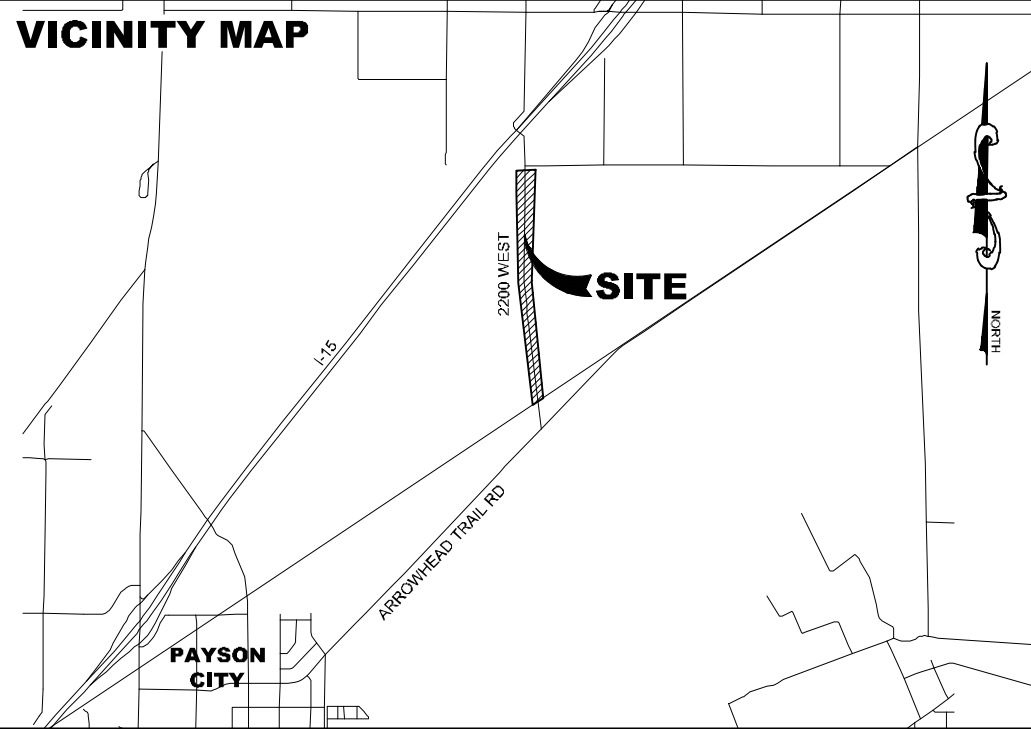 VICINITY MAP
2200 WEST
SITE
NORTH
I-15
ARROWHEAD TRAIL RD
PAYSON
CITY